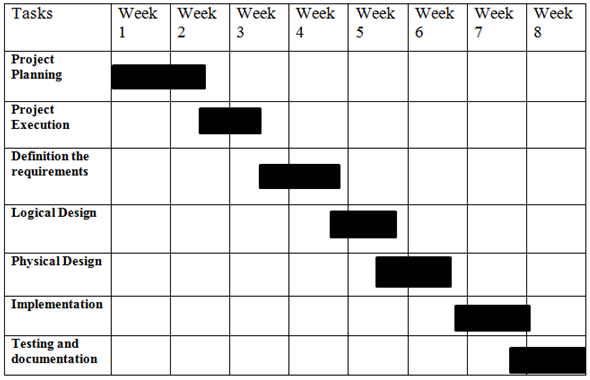 Tasks Week Week Week Week Week Week Week Week
1 2 3 4 5 6 7 8
Project
Planning
Project
Execution
Definition the
requirements
Logical Design
Physical Design
Implementation
Testing and
documentation